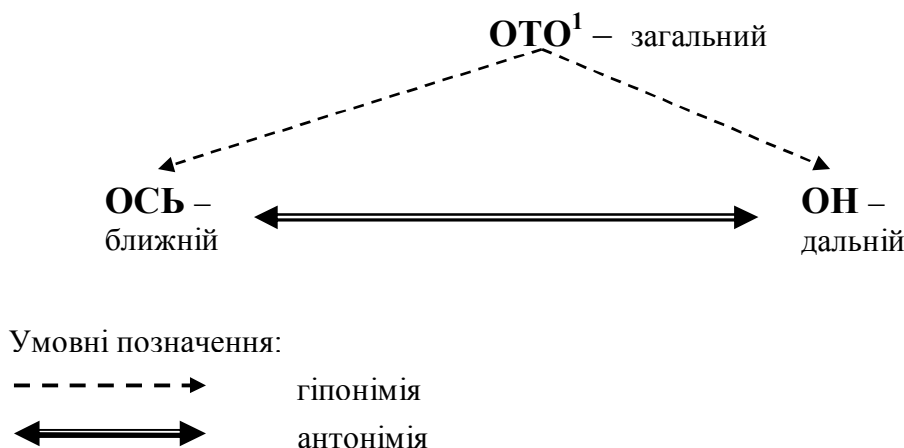 ОТО¹ – загальний
ОСЬ –
ближній
ОН –
дальній
Умовні позначення:
гіпонімія
антонімія